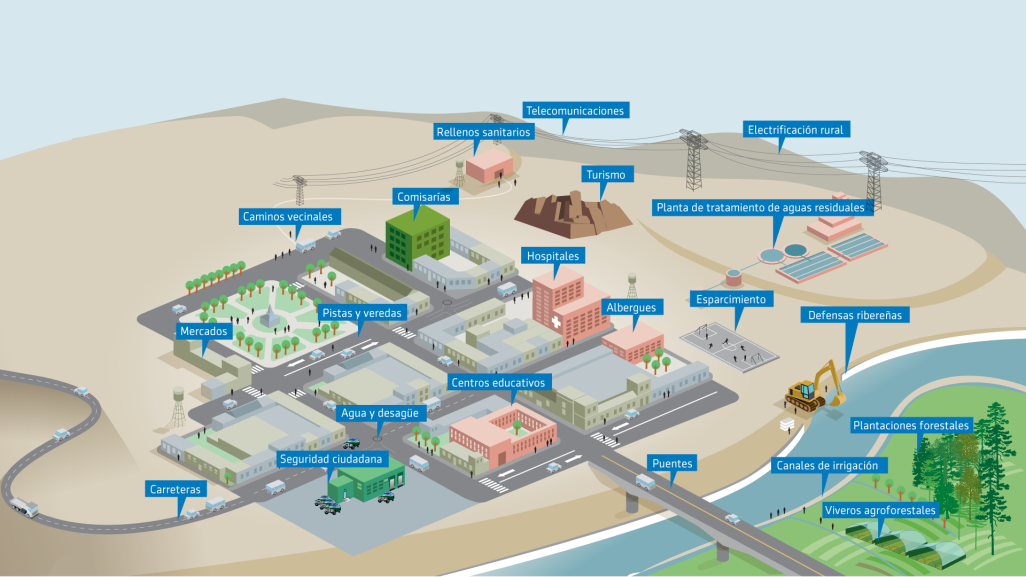 Telecomunicaciones
Rellenos sanitarios
Electrificación rural
Turismo
Comisarías
Planta de tratamiento de aguas residuales
Caminos vecinales
Hospitales
Esparcimiento
Albergues
Pistas y veredas
Defensas ribereñas
Mercados
Centros educativos
Agua y desagüe
Plantaciones forestales
Seguridad ciudadana
Puentes
Canales de irrigación
Carreteras
Viveros agroforestales